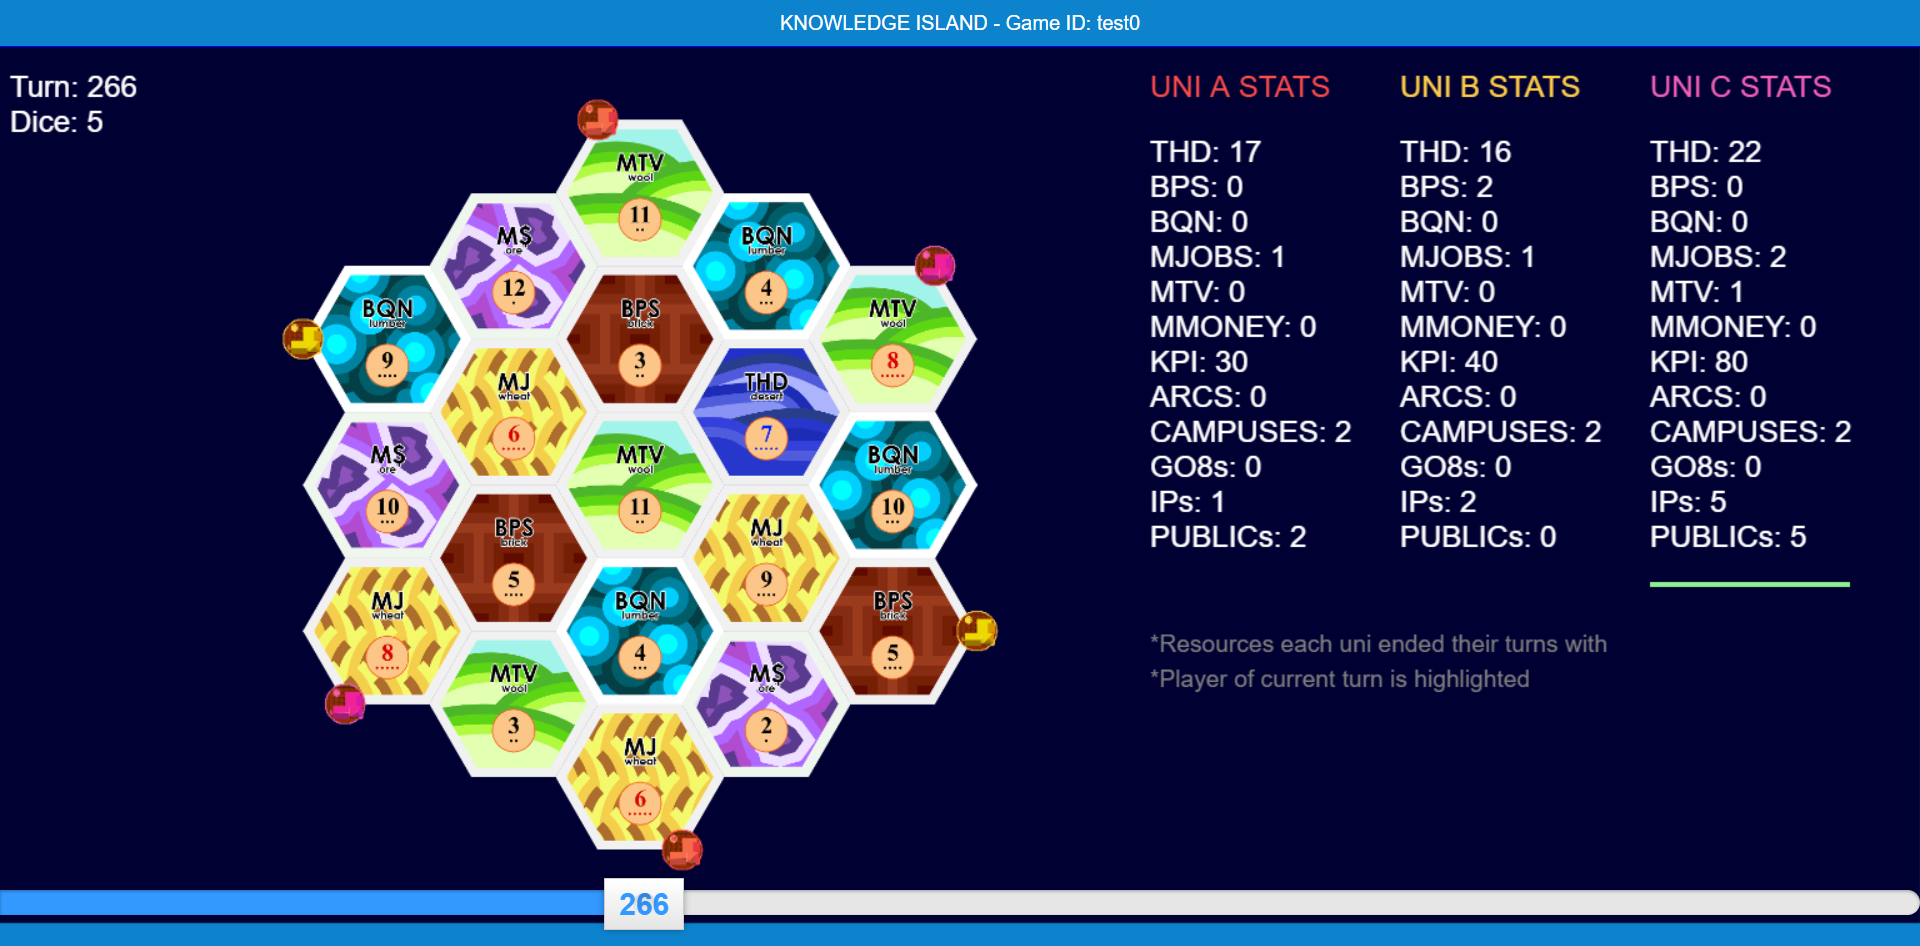 KNOWLEDGE ISLAND - Game ID: test0
Turn: 266
Dice: 5
MTV
wool
11
M$
ore
12
BQN
lumber
4
BQN
lumber
9
BPS
brick
3
MTV
wool
8
MJ
wheat
6
THD
desert
7
M$
ore
10
MTV
wool
11
BQN
lumber
10
BPS
brick
5
MJ
wheat
9
MJ
wheat
8
BQN
lumber
4
BPS
brick
5
MTV
wool
3
M$
ore
2
MJ
wheat
6
UNI A STATS
THD: 17
BPS: 0
BQN: 0
MJOBS: 1
MTV: 0
MMONEY: 0
KPI: 30
ARCS: 0
CAMPUSES: 2
GO8s: 0
IPs: 1
PUBLICs: 2
UNI B STATS
THD: 16
BPS: 2
BQN: 0
MJOBS: 1
MTV: 0
MMONEY: 0
KPI: 40
ARCS: 0
CAMPUSES: 2
GO8s: 0
IPs: 2
PUBLICs: 0
UNI C STATS
THD: 22
BPS: 0
BQN: 0
MJOBS: 2
MTV: 1
MMONEY: 0
KPI: 80
ARCS: 0
CAMPUSES: 2
GO8s: 0
IPs: 5
PUBLICs: 5
*Resources each uni ended their turns with
*Player of current turn is highlighted
266